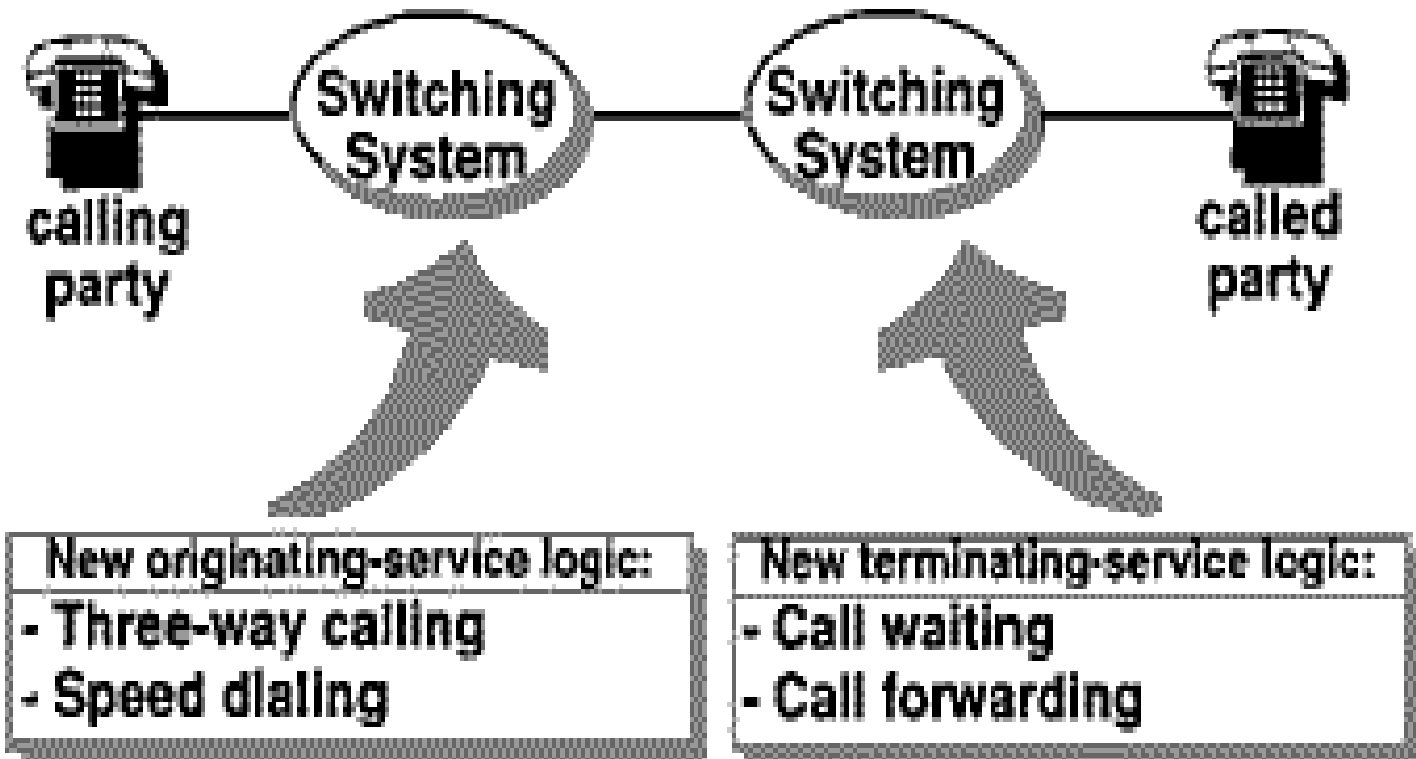 Switching
System
Switching
System
calling
party
called
party
New originating-service logic:
- Three-way calling
- Speed dialing
New terminating-service logic:
- Call waiting
- Call forwarding